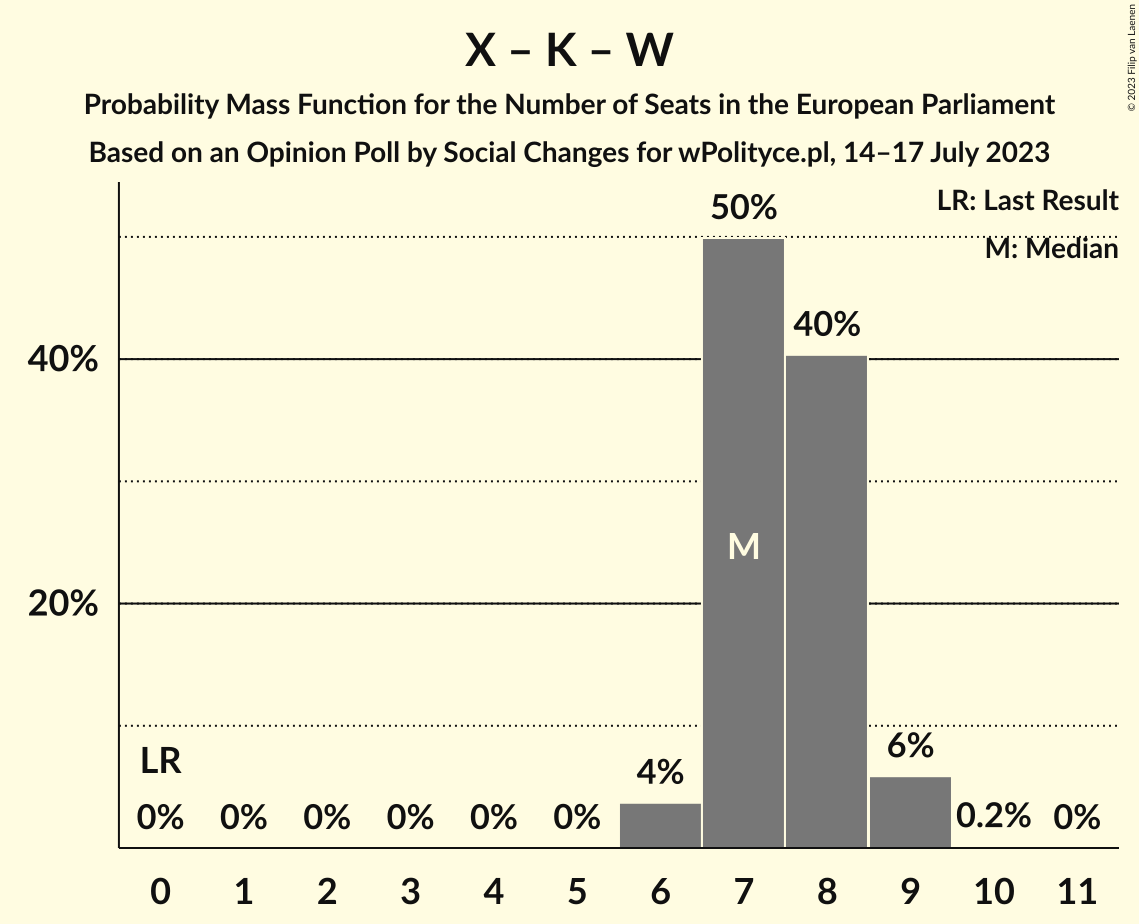 X – K – W
Probability Mass Function for the Number of Seats in the European Parliament
Based on an Opinion Poll by Social Changes for wPolityce.pl, 14–17 July 2023
© 2023 Filip van Laenen
LR: Last Result
M: Median
50%
40%
40%
20%
M
LR
0% 0% 0% 0% 0% 0% 4% 6% 0.2% 0%
0 1 2 3 4 5 6 7 8 9 10 11